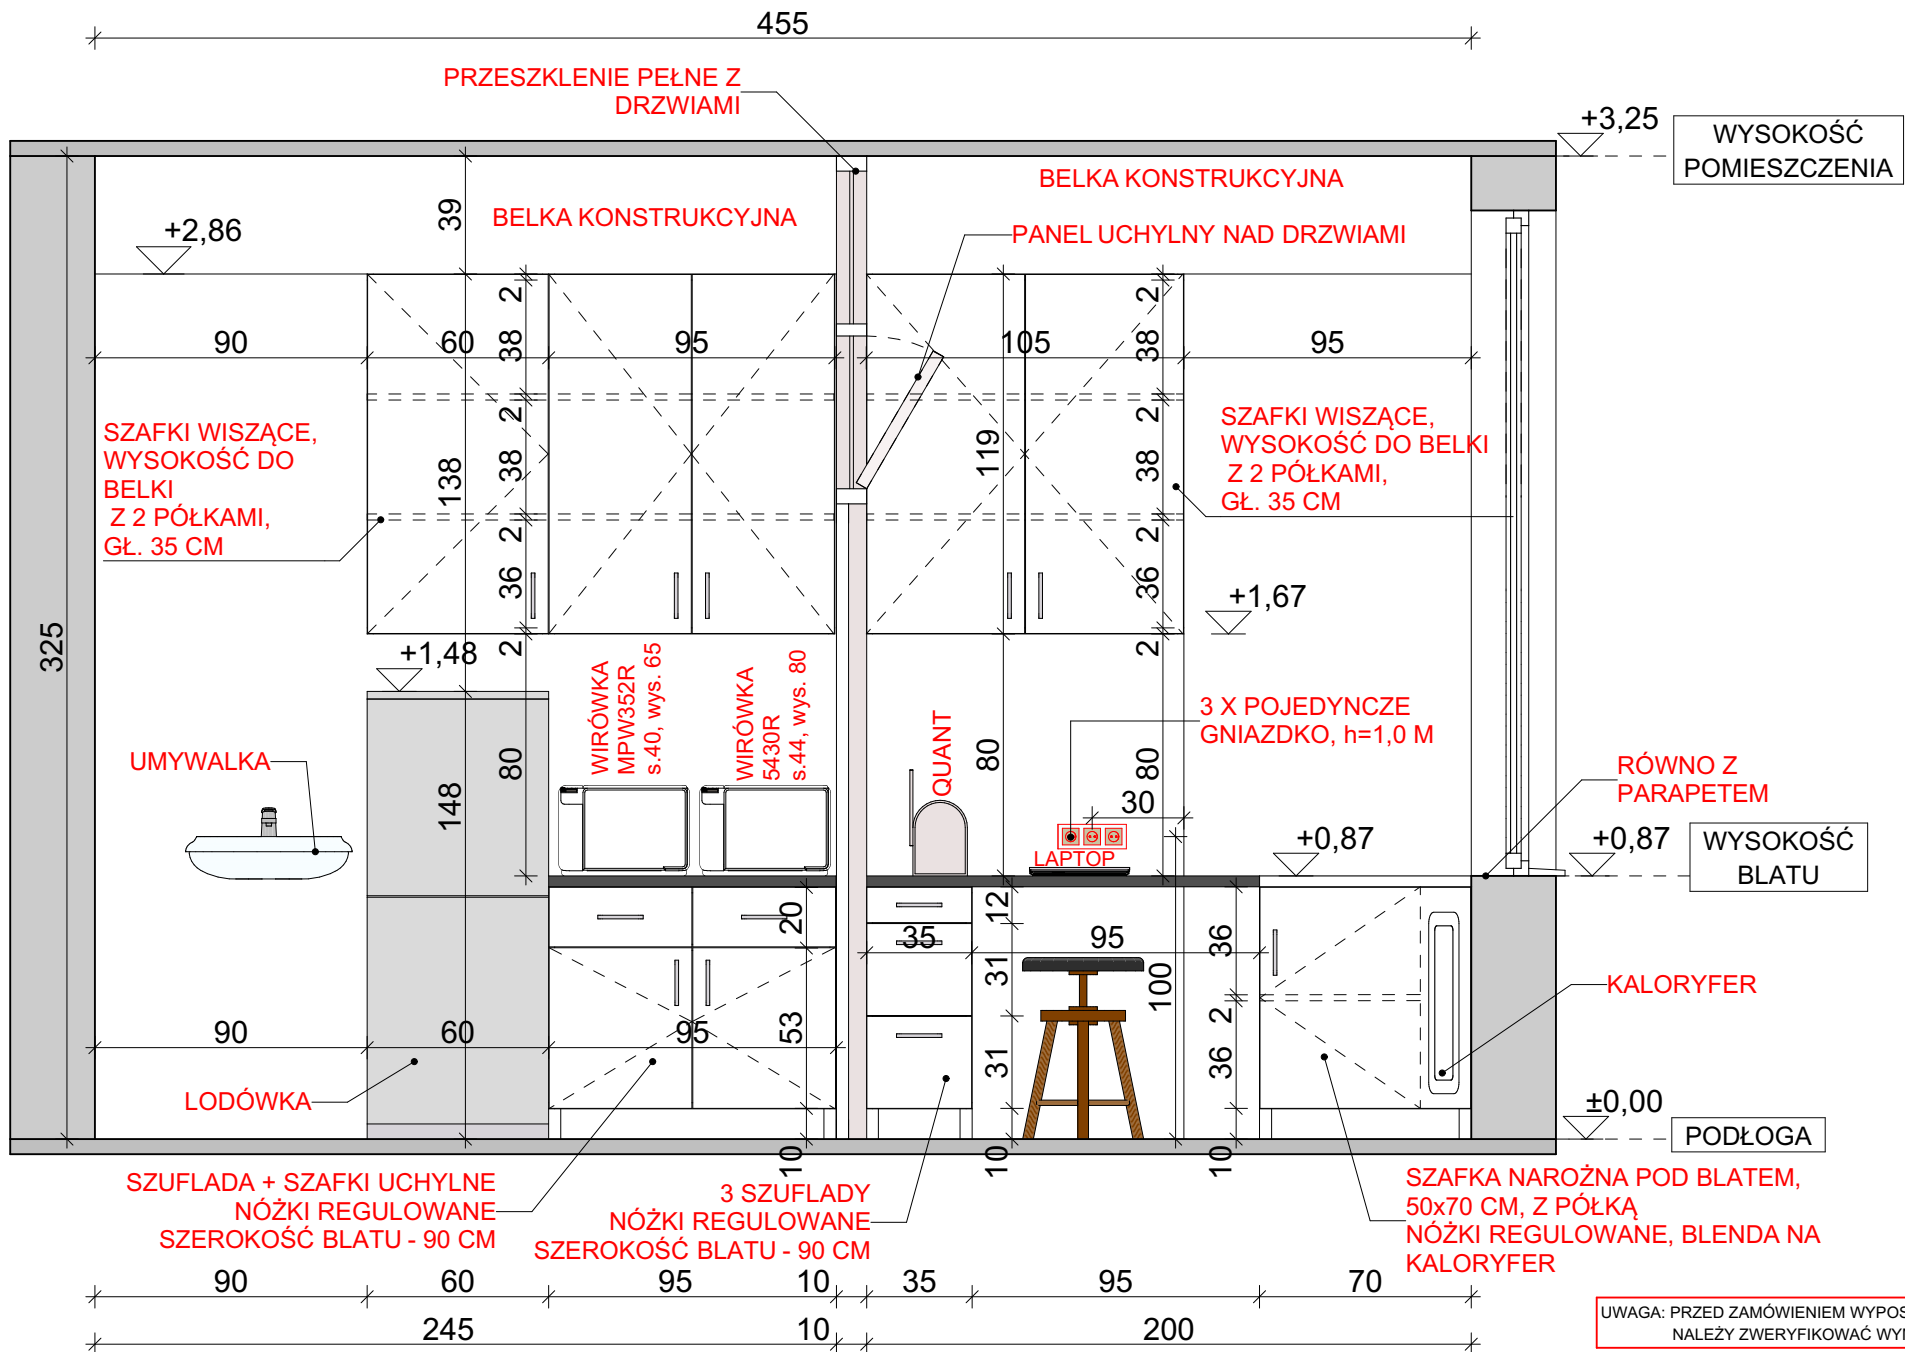 455
PRZESZKLENIE PEŁNE Z
DRZWIAMI
+3,25
WYSOKOŚĆ
POMIESZCZENIA
BELKA KONSTRUKCYJNA
39
BELKA KONSTRUKCYJNA
+2,86
PANEL UCHYLNY NAD DRZWIAMI
2
2
90
60
38
95
105
38
95
SZAFKI WISZĄCE,
WYSOKOŚĆ DO
BELKI
Z 2 PÓŁKAMI,
GŁ. 35 CM
2
138
38
119
2
38
SZAFKI WISZĄCE,
WYSOKOŚĆ DO BELKI
Z 2 PÓŁKAMI,
GŁ. 35 CM
2
36
2
2
36
2
+1,67
325
+1,48
WIRÓWKA
MPW352R
s.40, wys. 65
WIRÓWKA
5430R
s.44, wys. 80
QUANT
3 X POJEDYNCZE
GNIAZDKO, h=1,0 M
UMYWALKA
148
80
80
80
30
RÓWNO Z
PARAPETEM
LAPTOP
+0,87
+0,87
WYSOKOŚĆ
BLATU
20
12
35
95
36
31
100
2
KALORYFER
90
60
95
53
31
36
LODÓWKA
±0,00
PODŁOGA
10
10
10
SZUFLADA + SZAFKI UCHYLNE
NÓŻKI REGULOWANE
SZEROKOŚĆ BLATU - 90 CM
3 SZUFLADY
NÓŻKI REGULOWANE
SZEROKOŚĆ BLATU - 90 CM
SZAFKA NAROŻNA POD BLATEM,
50x70 CM, Z PÓŁKĄ
NÓŻKI REGULOWANE, BLENDA NA
KALORYFER
90 60 95 10 35 95 70
245 10 200
UWAGA: PRZED ZAMÓWIENIEM WYPOS
NALEŻY ZWERYFIKOWAĆ WY